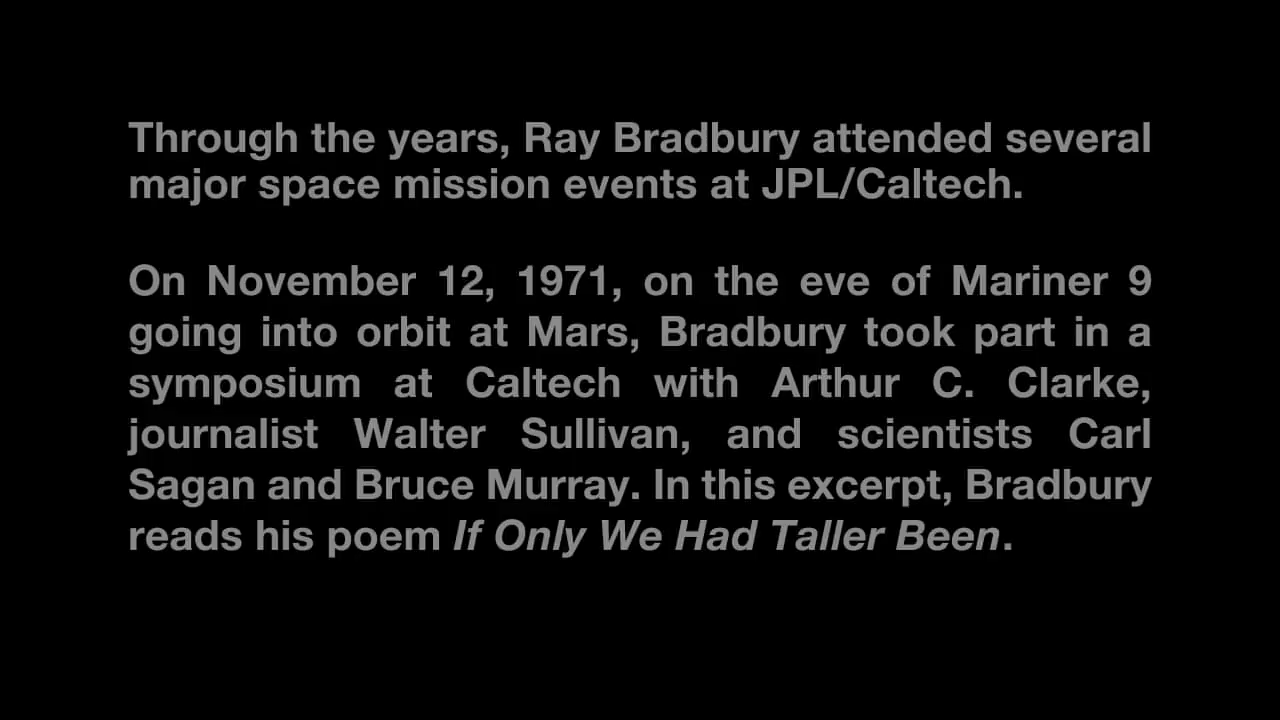 Through the years, Ray Bradbury attended several
major space mission events at JPL/Caltech.
On November 12, 1971, on the eve of Mariner 9
going into orbit at Mars, Bradbury took part in a
symposium at Caltech with Arthur C. Clarke,
journalist Walter Sullivan, and scientists Carl
Sagan and Bruce Murray. In this excerpt, Bradbury
reads his poem If Only We Had Taller Been.